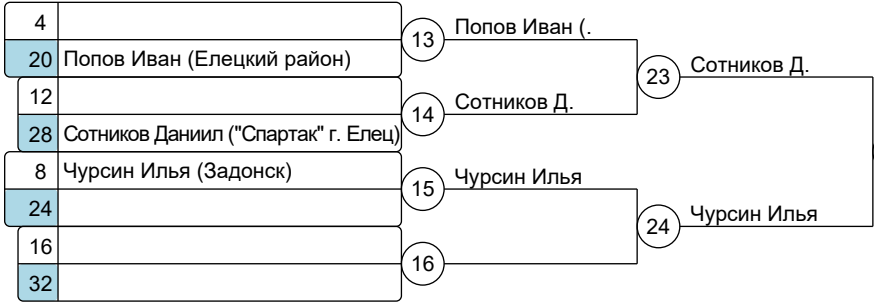 4
13 Попов Иван (.
20 Попов Иван (Елецкий район)
23 Сотников Д.
12
14 Сотников Д.
28 Сотников Даниил ("Спартак" г. Елец)
8 Чурсин Илья (Задонск)
15 Чурсин Илья
24
24 Чурсин Илья
16
16
32